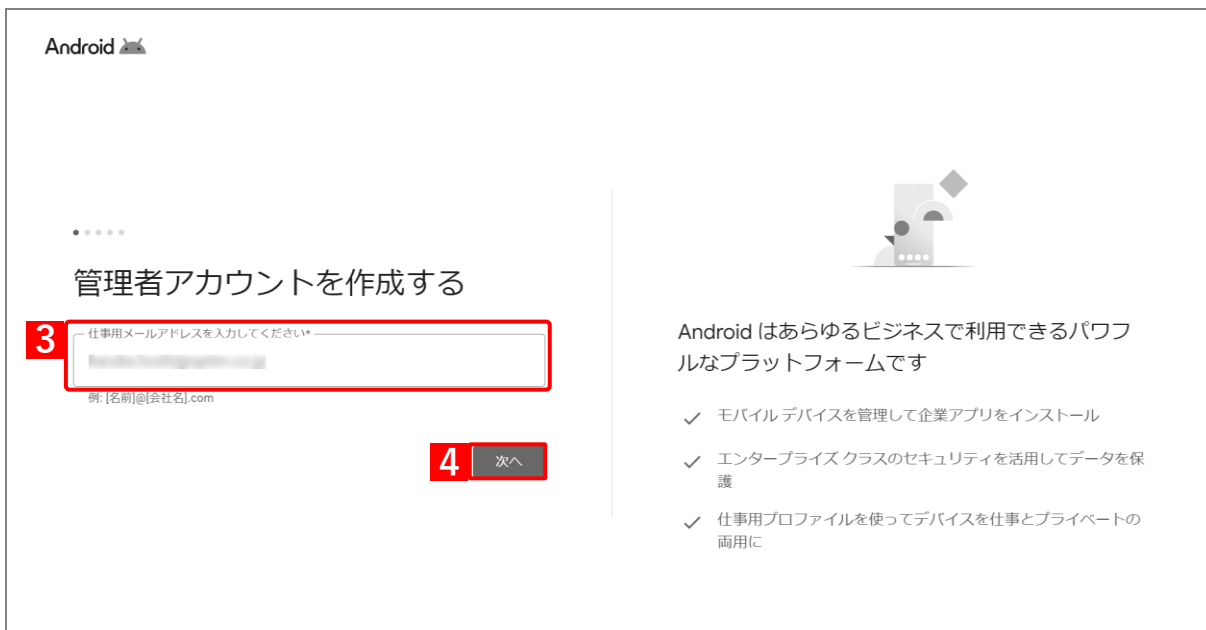 Android
管理者アカウントを作成する
3
仕事用メールアドレスを入力してください*
例: [名前]@[会社名].com
4
次へ
Android はあらゆるビジネスで利用できるパワフ
ルなプラットフォームです
モバイル デバイスを管理して企業アプリをインストール
エンタープライズ クラスのセキュリティを活用してデータを保
護
仕事用プロファイルを使ってデバイスを仕事とプライベートの
両用に